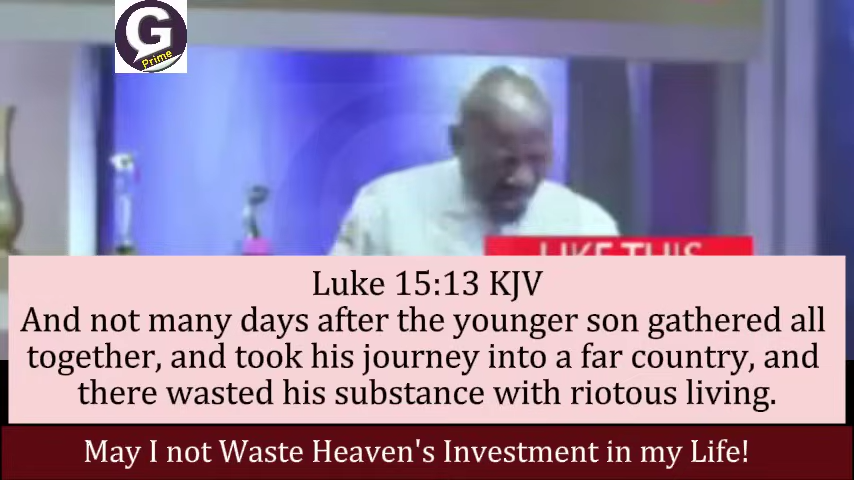 G
Prime
LIKE THIS
Luke 15:13 KJV
And not many days after the younger son gathered all
together, and took his journey into a far country, and
there wasted his substance with riotous living.
May I not Waste Heaven's Investment in my Life!